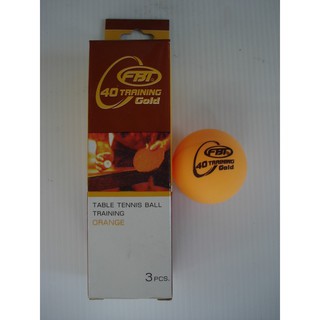 FBT
40 TRAINING
Gold
TABLE TENNIS BALL
TRAINING
ORANGE
3 PCS.
FBT
40 TRAINING
Gold